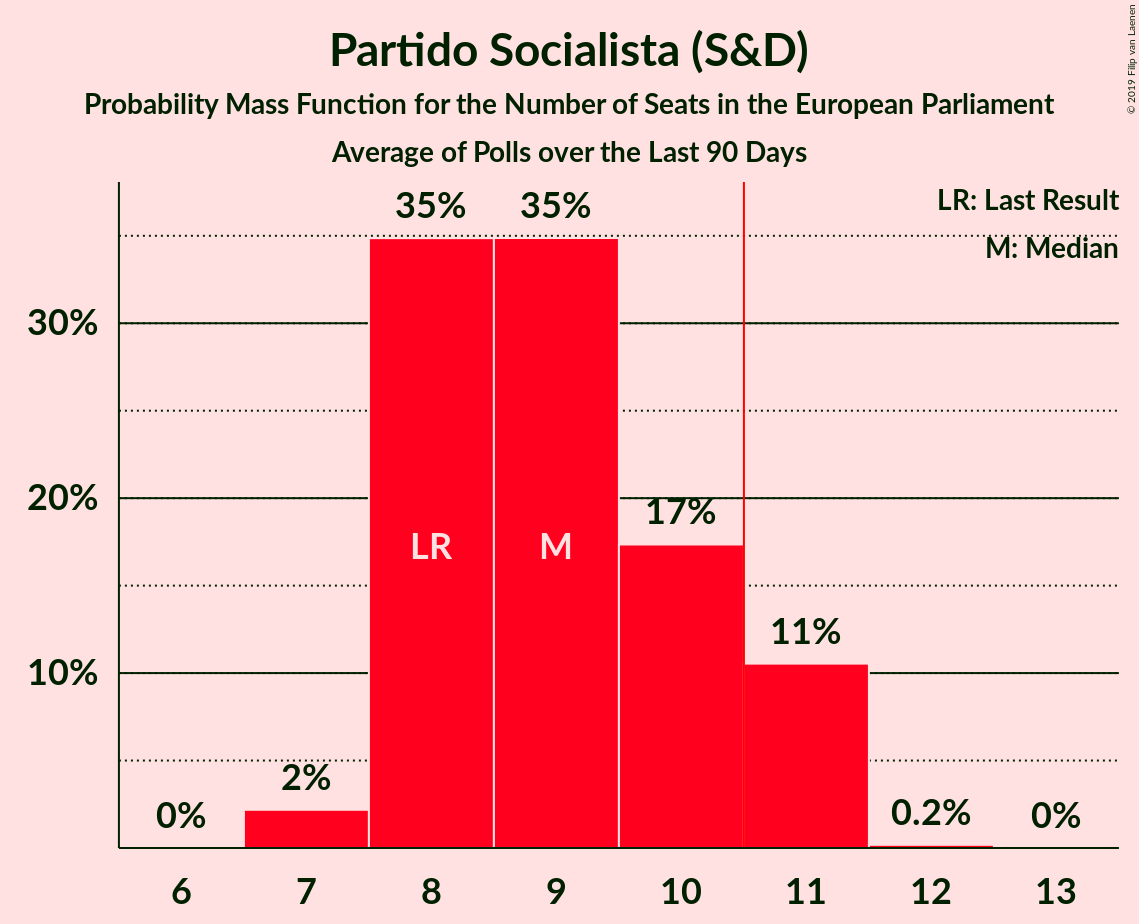 Partido Socialista (S&D)
Probability Mass Function for the Number of Seats in the European Parliament
Average of Polls over the Last 90 Days
© 2019 Filip van Laenen
LR: Last Result
M: Median
35% 35%
30%
20%
17%
LR M
11%
10%
2%
0% 0.2% 0%
6 7 8 9 10 11 12 13